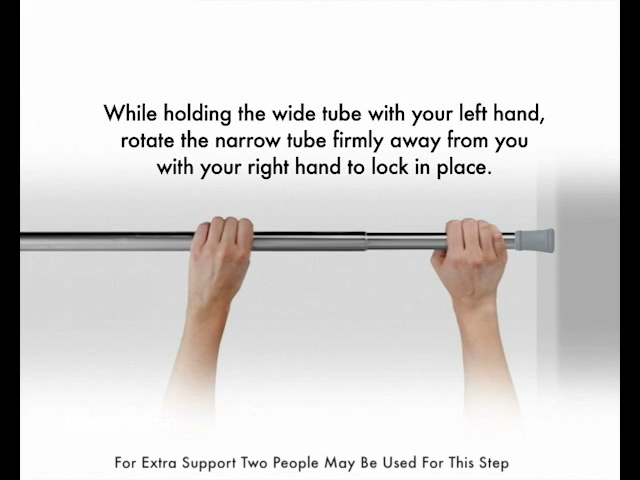 While holding the wide tube with your left hand,
rotate the narrow tube firmly away from you
with your right hand to lock in place.
For Extra Support Two People May Be Used For This Step